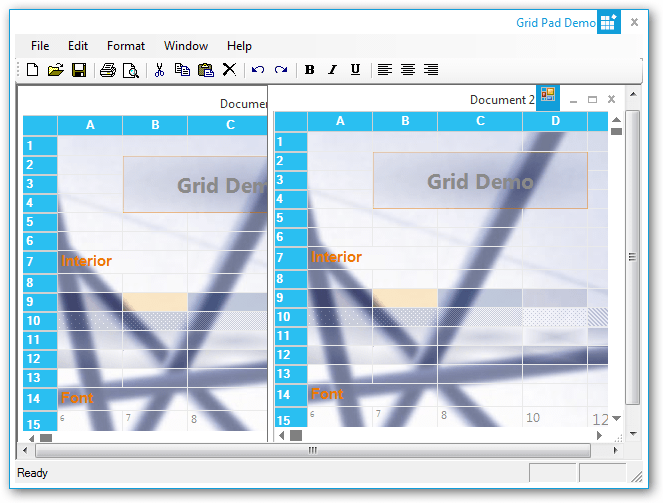 Grid Pad Demo
File Edit Format Window Help
B I U
Documen
A B C
1
2
3 Grid Dem
4
5
6
7 Interior
8
9
10
11
12
13
14 Font
15 6 7 8
Document 2
A B C D
1
2
3 Grid Demo
4
5
6
7 Interior
8
9
10
11
12
13
14 Font
15 6 7 8 10 12
Ready